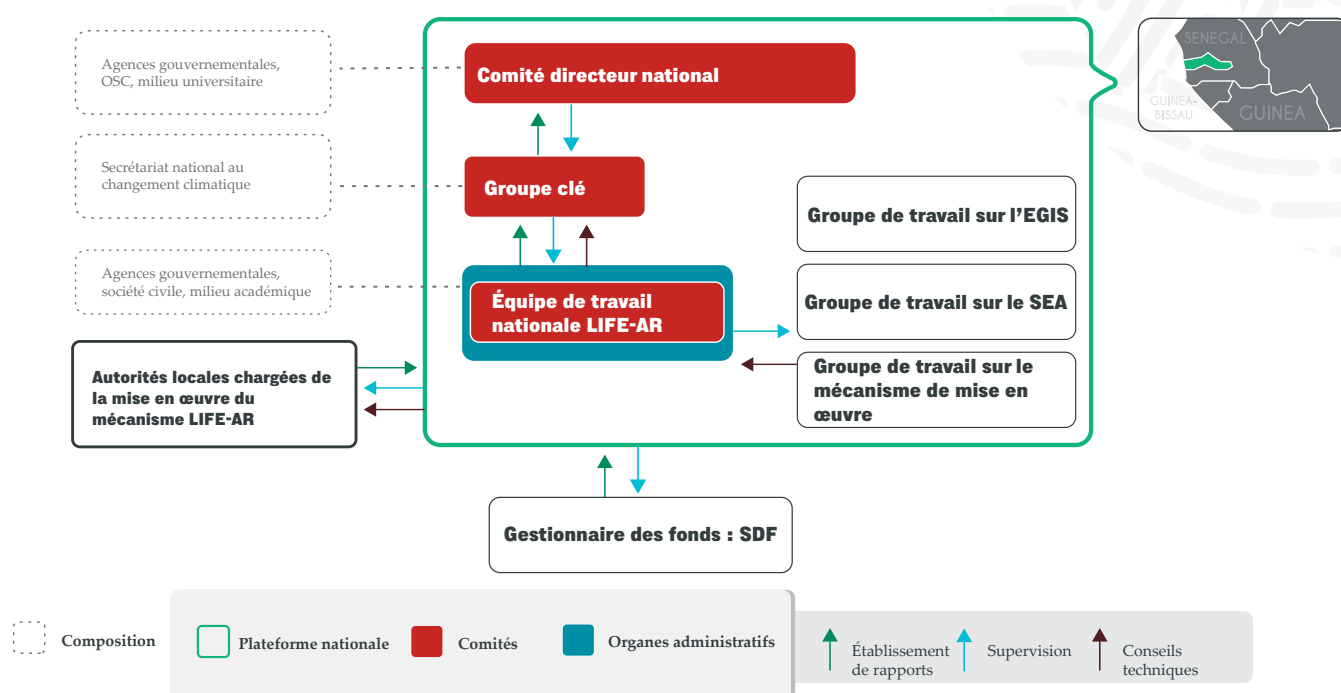 Agences gouvernementales,
OSC, milieu universitaire
Comité directeur national
SENEGAL
GUINEA-
BISSAU
GUINEA
Secrétariat national au
changement climatique
Groupe clé
Groupe de travail sur l’EGIS
Agences gouvernementales,
société civile, milieu académique
Équipe de travail
nationale LIFE-AR
Groupe de travail sur le SEA
Autorités locales chargées de
la mise en œuvre du
mécanisme LIFE-AR
Groupe de travail sur le
mécanisme de mise en
œuvre
Gestionnaire des fonds : SDF
Composition
Plateforme nationale
Comités
Organes administratifs
Établissement
de rapports
Supervision
Conseils
techniques